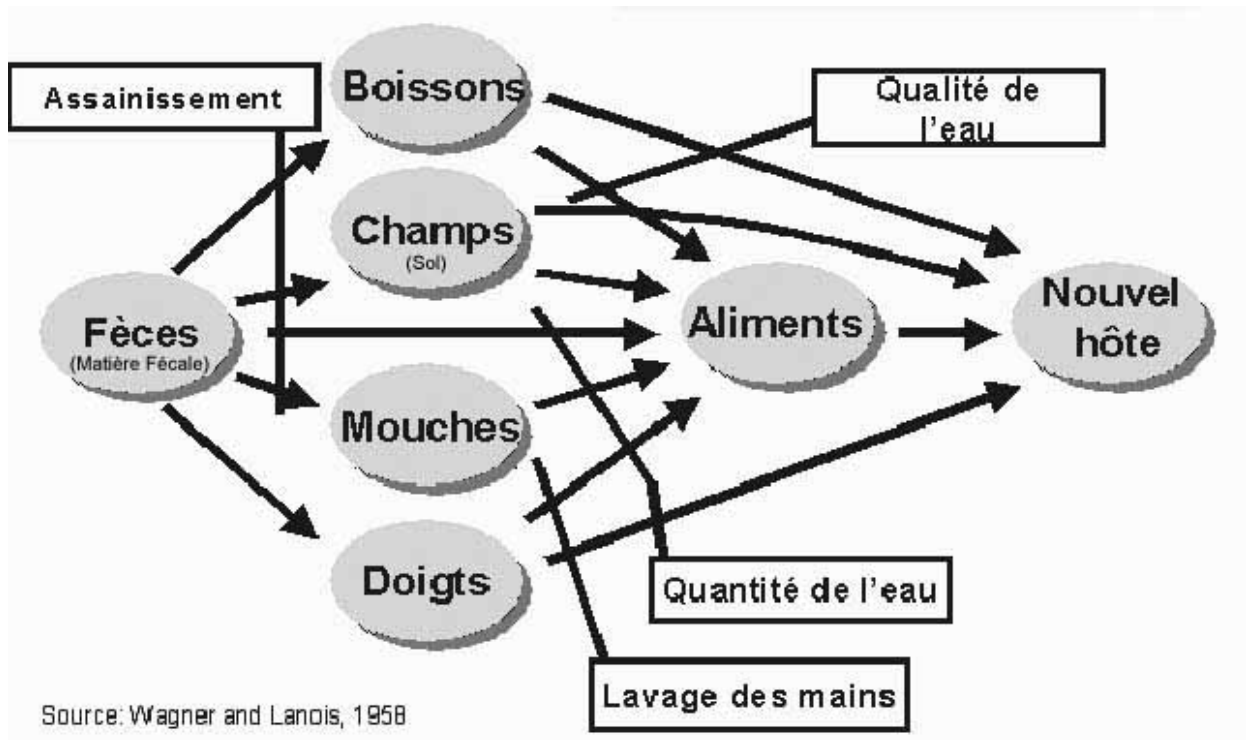 Boissons
Assainissement
Qualité de
l'eau
Champs
(Sol)
Fèces
(Matière Fécale)
Aliments
Nouvel
hôte
Mouches
Doigts
Quantité de l'eau
Lavage des mains
Source: Wagner and Lanois, 1958